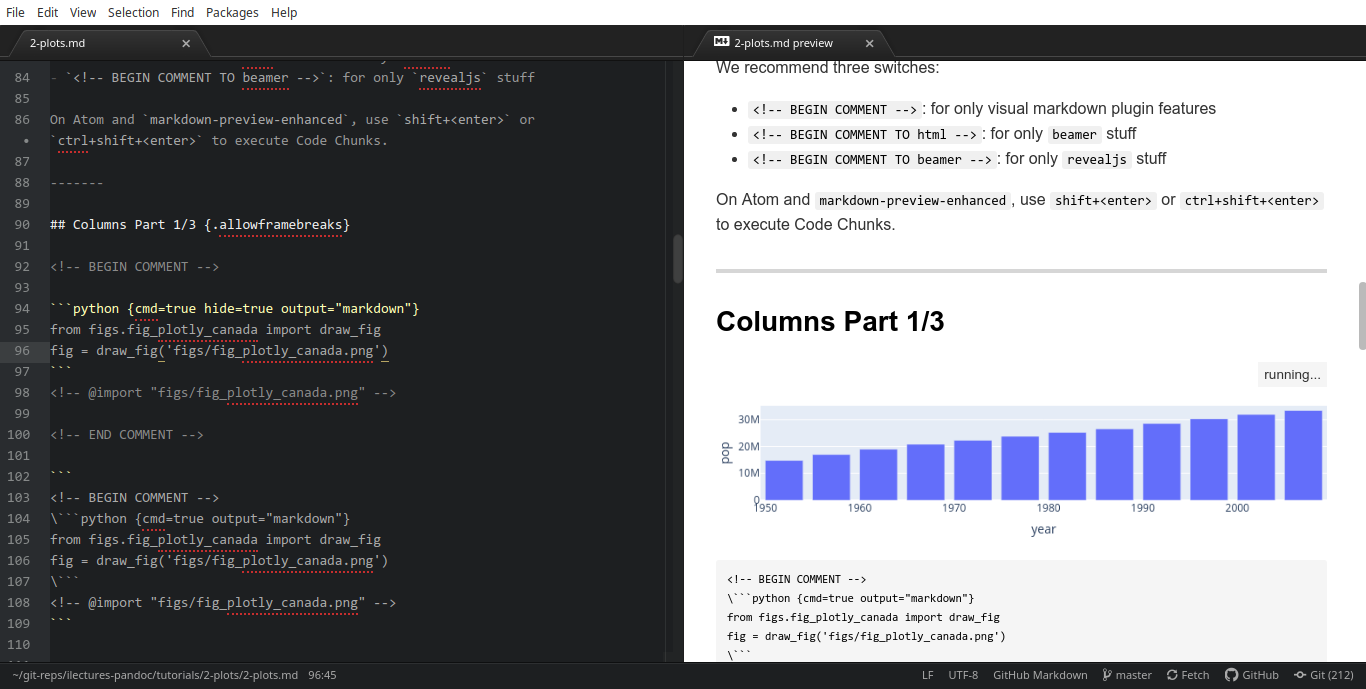 File Edit View Selection Find Packages Help
2-plots.md
84 - `<!-- BEGIN COMMENT TO beamer -->`: for only `revealjs` stuff
85
86 On Atom and `markdown-preview-enhanced`, use `shift+<enter>` or
• `ctrl+shift+<enter>` to execute Code Chunks.
87
88 -------
89
90 ## Columns Part 1/3 {.allowframebreaks}
91
92 <!-- BEGIN COMMENT -->
93
94 ```python {cmd=true hide=true output="markdown"}
95 from figs.fig_plotly_canada import draw_fig
96 fig = draw_fig('figs/fig_plotly_canada.png')
97 ```
98 <!-- @import "figs/fig_plotly_canada.png" -->
99
100 <!-- END COMMENT -->
101
102 ```
103 <!-- BEGIN COMMENT -->
104 \```python {cmd=true output="markdown"}
105 from figs.fig_plotly_canada import draw_fig
106 fig = draw_fig('figs/fig_plotly_canada.png')
107 \```
108 <!-- @import "figs/fig_plotly_canada.png" -->
109 ```
110
2-plots.md preview
We recommend three switches:
• <!-- BEGIN COMMENT --> : for only visual markdown plugin features
• <!-- BEGIN COMMENT TO html --> : for only beamer stuff
• <!-- BEGIN COMMENT TO beamer --> : for only revealjs stuff
On Atom and markdown-preview-enhanced , use shift+<enter> or ctrl+shift+<enter>
to execute Code Chunks.
Columns Part 1/3
running...
30M
20M
10M
0
pop
1950 1960 1970 1980 1990 2000
year
<!-- BEGIN COMMENT -->
\```python {cmd=true output="markdown"}
from figs.fig_plotly_canada import draw_fig
fig = draw_fig('figs/fig_plotly_canada.png')
\```
~/git-reps/ilectures-pandoc/tutorials/2-plots/2-plots.md 96:45 LF UTF-8 GitHub Markdown master Fetch GitHub Git (212)